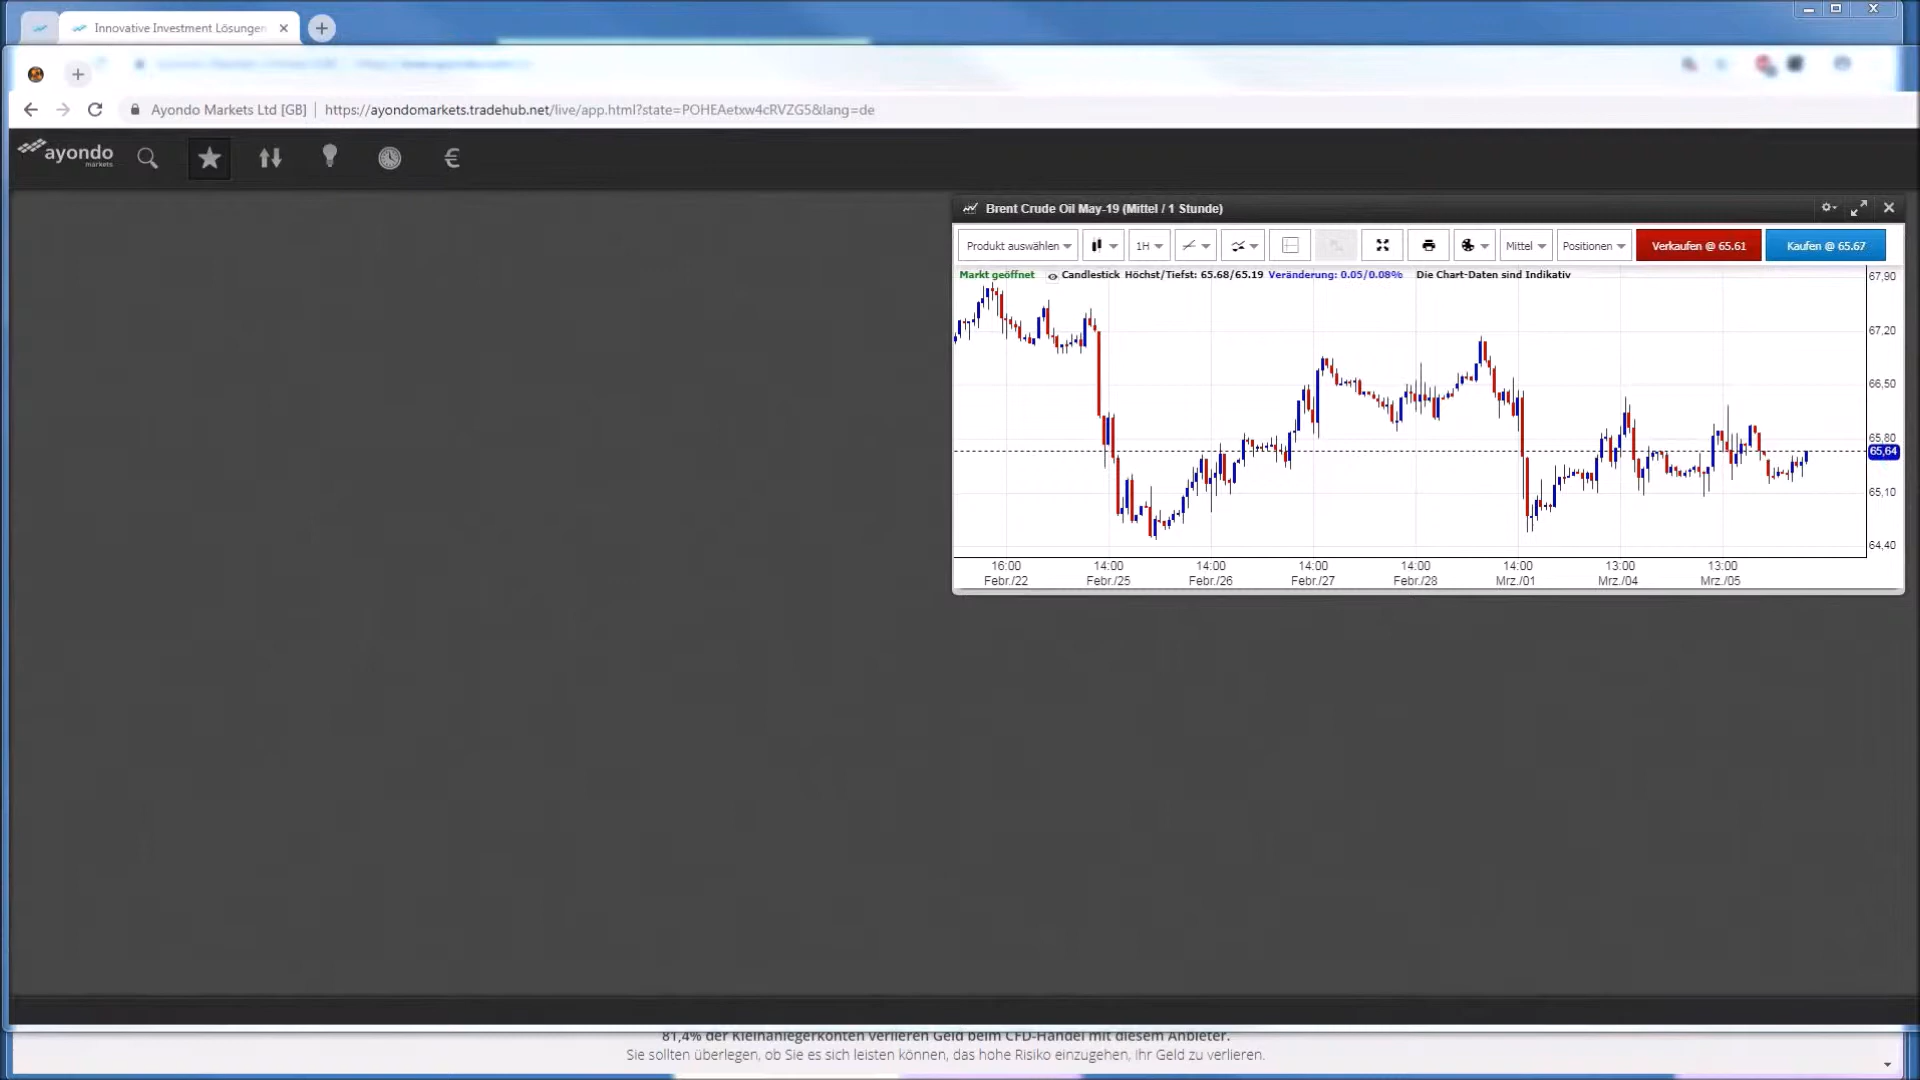 Innovative Investment Lösungen
Ayondo Markets Ltd [GB] https://ayondomarkets.tradehub.net/live/app.html?state=POHEAetxw4cRVZG5&lang=de
ayondo
markets
€
Brent Crude Oil May-19 (Mittel / 1 Stunde)
Produkt auswählen 1H Mittel Positionen Verkaufen @ 65.61 Kaufen @ 65.67
Markt geöffnet Candlestick Höchst/Tiefst: 65.68/65.19 Veränderung: 0.05/0.08% Die Chart-Daten sind Indikativ
67,90
67,20
66,50
65,80
65,64
65,10
64,40
16:00 14:00 14:00 14:00 14:00 14:00 13:00 13:00
Febr./22 Febr./25 Febr./26 Febr./27 Febr./28 Mrz./01 Mrz./04 Mrz./05
81,4% der Kleinanlegerkonten verlieren Geld beim CFD-Handel mit diesem Anbieter.
Sie sollten überlegen, ob Sie es sich leisten können, das hohe Risiko einzugehen, Ihr Geld zu verlieren.